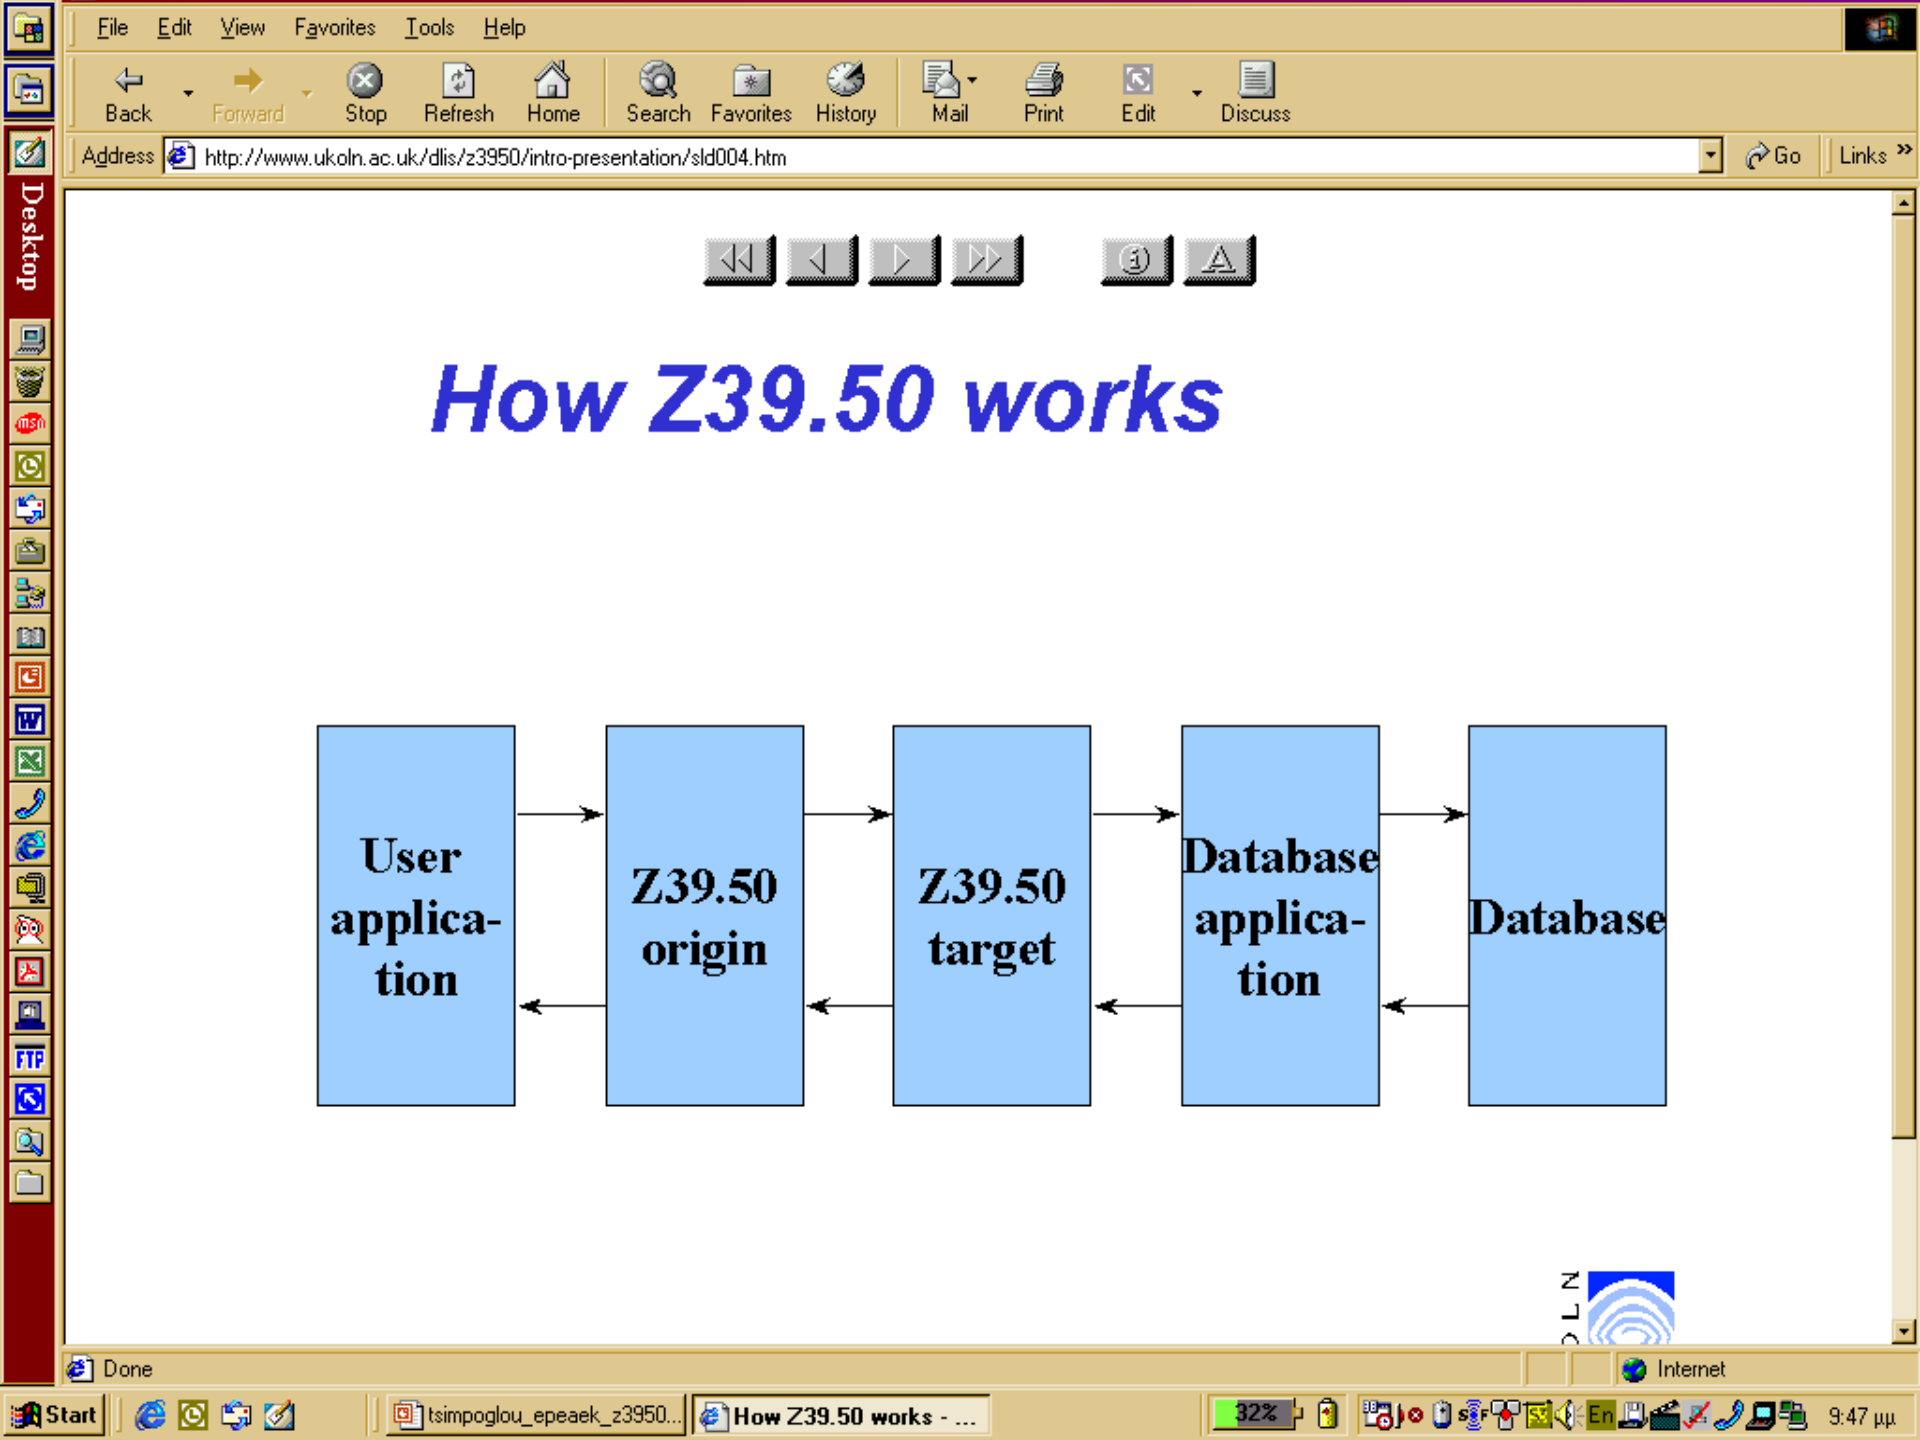 File Edit View Favorites Tools Help
Back Forward Stop Refresh Home Search Favorites History Mail Print Edit Discuss
Address http://www.ukoln.ac.uk/dlis/z3950/intro-presentation/sld004.htm Go Links »
Desktop
msn
FTP
How Z39.50 works
User
applica-
tion
Z39.50
origin
Z39.50
target
Database
applica-
tion
Database
OLN
Done Internet
Start tsimpoglou_epeaek_z3950... How Z39.50 works - ... 32% En 9:47 μμ